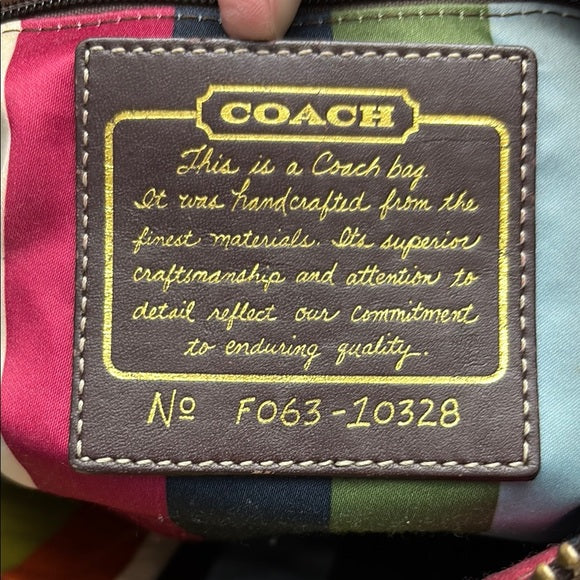 COACH
This is a Coach bag
It was handcrafted from the
finest materials. Its superior
craftsmanship and attention to
detail reflect our commitment
to enduring quality.
Nº F063-10328